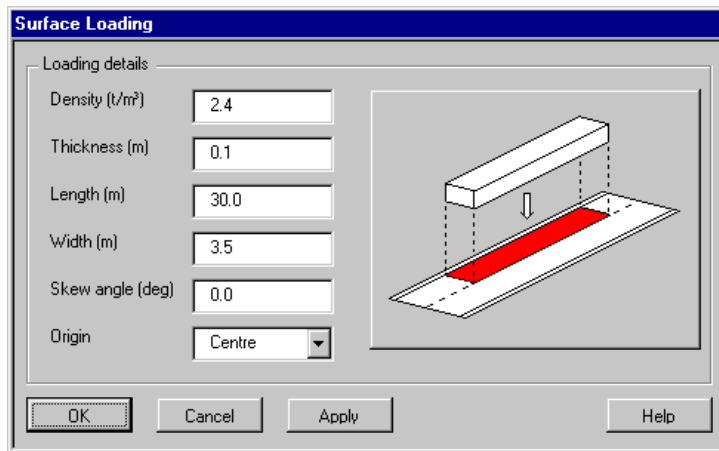 Surface Loading
Loading details
Density (t/m³) 2.4
Thickness (m) 0.1
Length (m) 30.0
Width (m) 3.5
Skew angle (deg) 0.0
Origin Centre
OK Cancel Apply Help